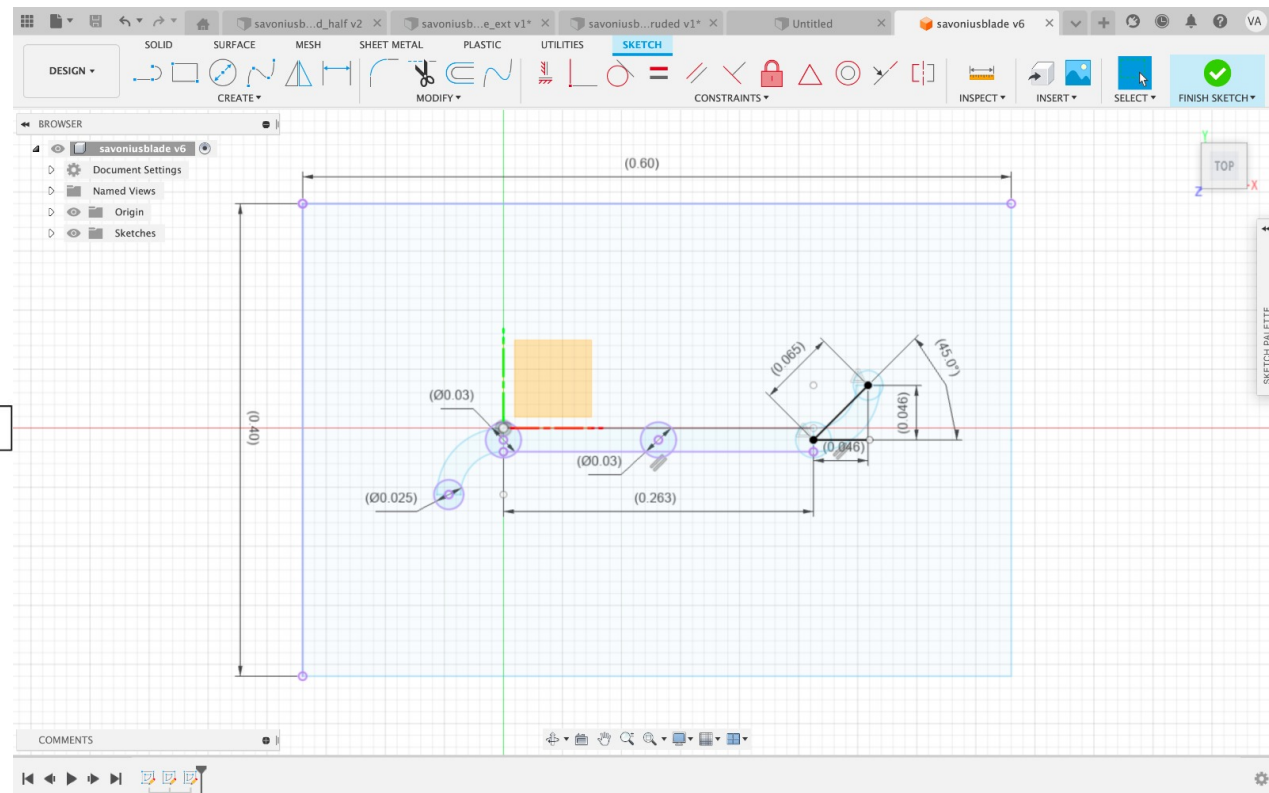 savoniusb...d_half v2
savoniusb...e_ext v1*
savoniusb...ruded v1*
Untitled
savoniusblade v6
VA
SOLID SURFACE MESH SHEET METAL PLASTIC UTILITIES SKETCH
DESIGN
CREATE MODIFY CONSTRAINTS INSPECT INSERT SELECT FINISH SKETCH
BROWSER
savoniusblade v6
Document Settings
Named Views
Origin
Sketches
Y
TOP
X
Z
SKETCH PALETTE
(0.60)
(0.40)
(0.065)
(45.0°)
(Ø0.03)
(0.046)
(0.046)
(Ø0.03)
(Ø0.025)
(0.263)
COMMENTS